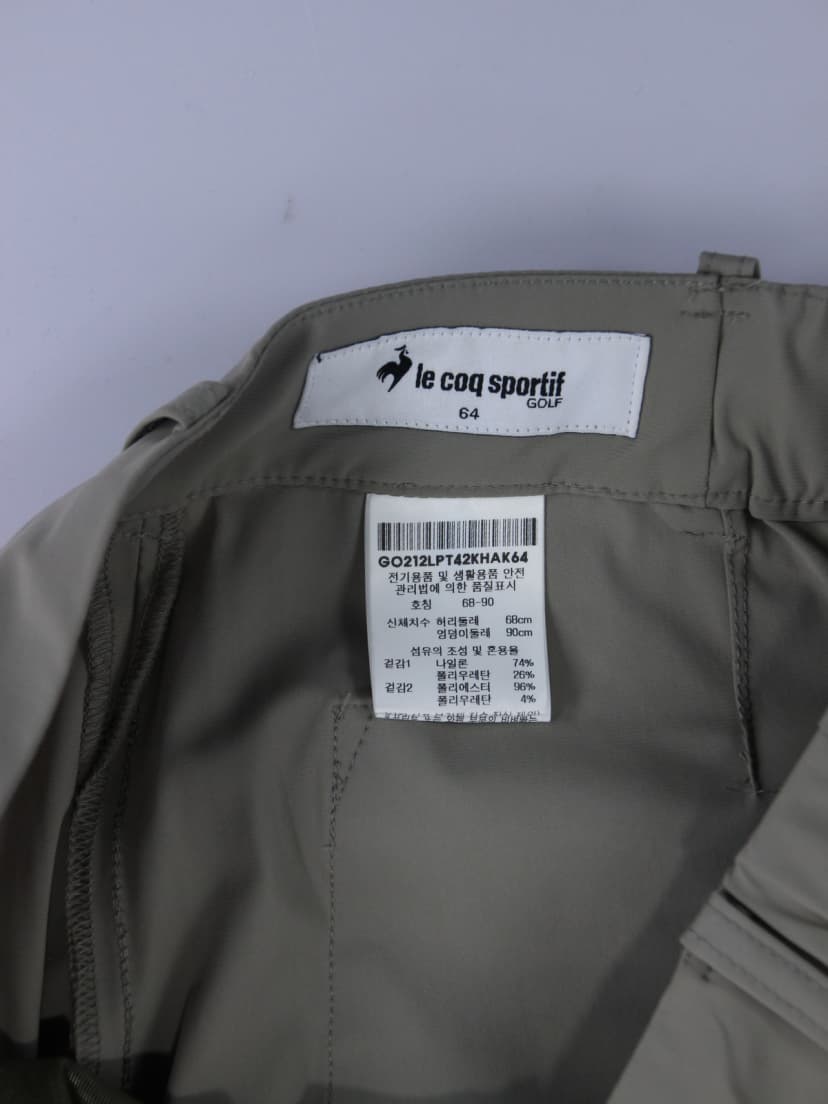 le coq sportif
GOLF
64
GO212LPT42KHAK64
전기용품 및 생활용품 안전
관리법에 의한 품질표시
호칭 68-90
신체치수 허리둘레 68cm
엉덩이둘레 90cm
섬유의 조성 및 혼용율
겉감1 나일론 74%
폴리우레탄 26%
겉감2 폴리에스터 96%
폴리우레탄 4%